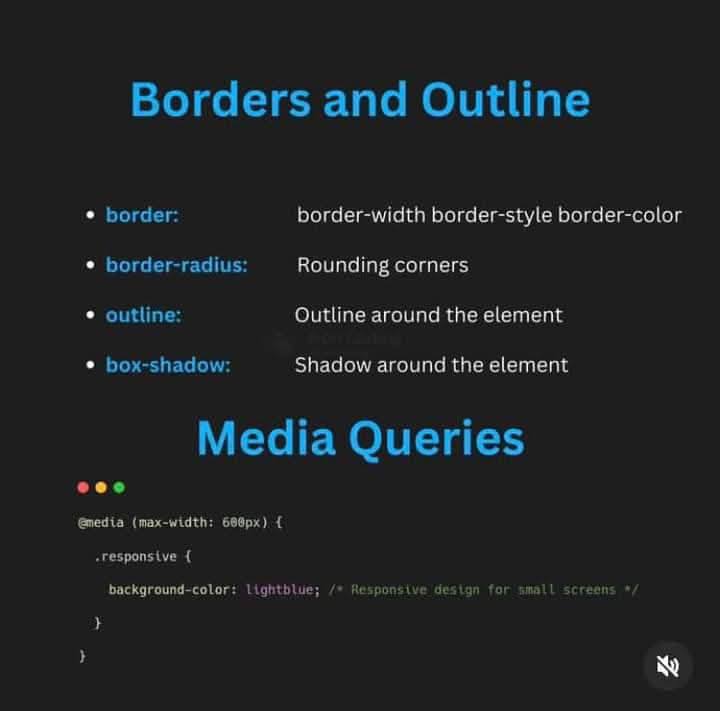 Borders and Outline
• border: border-width border-style border-color
• border-radius: Rounding corners
• outline: Outline around the element
• box-shadow: Shadow around the element
Media Queries
@media (max-width: 600px) {
.responsive {
background-color: lightblue; /* Responsive design for small screens */
}
}